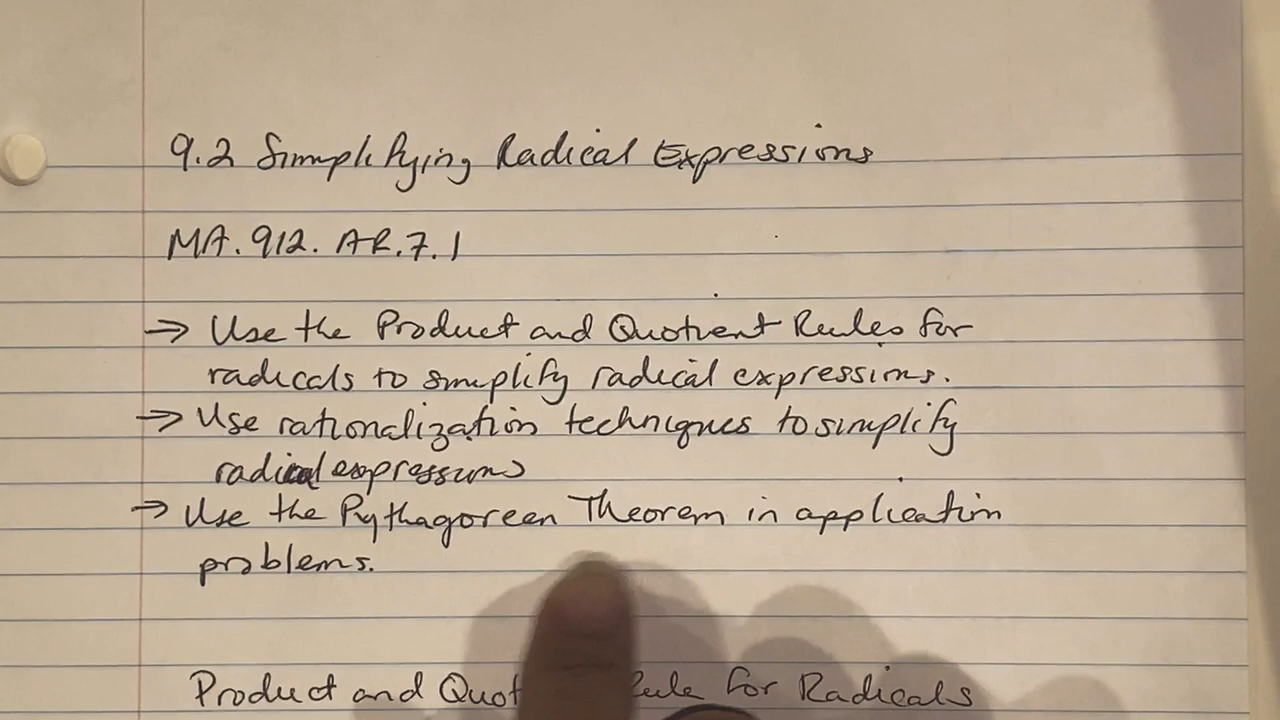 9.2 Simplifying Radical Expressions
MA.912.AR.7.1
→ Use the Product and Quotient Rules for
radicals to simplify radical expressions.
→ Use rationalization techniques to simplify
radical expressions
→ Use the Pythagoreen Theorem in application
problems.
Product and Quot Rule for Radicals